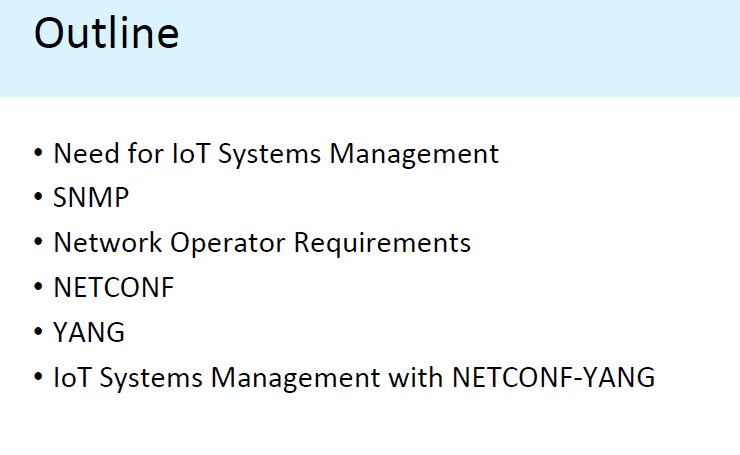 Outline
• Need for IoT Systems Management
• SNMP
• Network Operator Requirements
• NETCONF
• YANG
• IoT Systems Management with NETCONF-YANG